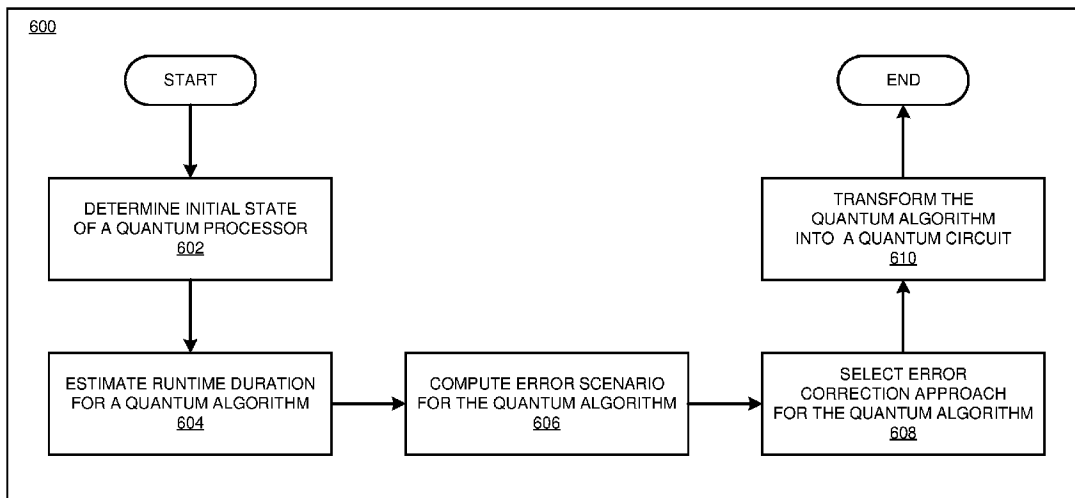 600
START
DETERMINE INITIAL STATE
OF A QUANTUM PROCESSOR
602
ESTIMATE RUNTIME DURATION
FOR A QUANTUM ALGORITHM
604
COMPUTE ERROR SCENARIO
FOR THE QUANTUM ALGORITHM
606
SELECT ERROR
CORRECTION APPROACH
FOR THE QUANTUM ALGORITHM
608
TRANSFORM THE
QUANTUM ALGORITHM
INTO A QUANTUM CIRCUIT
610
END